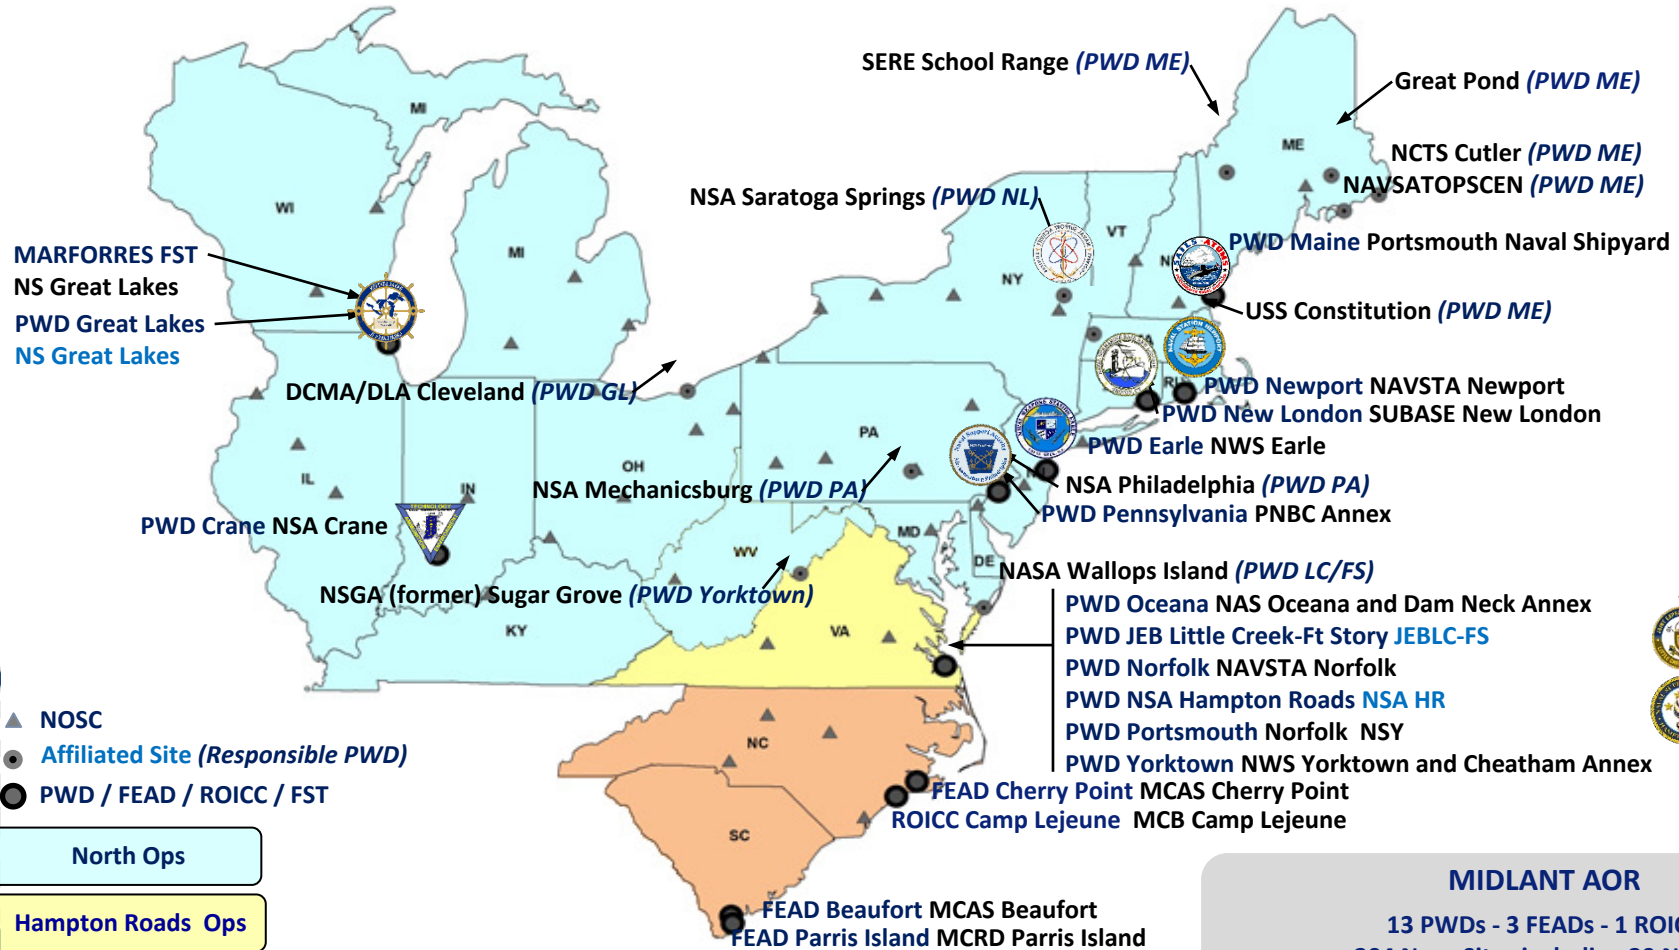 SERE School Range (PWD ME)
Great Pond (PWD ME)
MI
ME
NCTS Cutler (PWD ME)
NAVSATOPSCEN (PWD ME)
NSA Saratoga Springs (PWD NL)
WI
VT
PWD Maine Portsmouth Naval Shipyard
MARFORRES FST
NS Great Lakes
MI
NY
PWD Great Lakes
NS Great Lakes
USS Constitution (PWD ME)
DCMA/DLA Cleveland (PWD GL)
RI
PWD Newport NAVSTA Newport
PWD New London SUBASE New London
PA
PWD Earle NWS Earle
OH
IL
IN
NSA Mechanicsburg (PWD PA)
NSA Philadelphia (PWD PA)
PWD Pennsylvania PNBC Annex
PWD Crane NSA Crane
MD
WV
DE
NASA Wallops Island (PWD LC/FS)
NSGA (former) Sugar Grove (PWD Yorktown)
PWD Oceana NAS Oceana and Dam Neck Annex
KY
VA
PWD JEB Little Creek-Ft Story JEBLC-FS
PWD Norfolk NAVSTA Norfolk
PWD NSA Hampton Roads NSA HR
PWD Portsmouth Norfolk NSY
PWD Yorktown NWS Yorktown and Cheatham Annex
NOSC
Affiliated Site (Responsible PWD)
PWD / FEAD / ROICC / FST
NC
FEAD Cherry Point MCAS Cherry Point
ROICC Camp Lejeune MCB Camp Lejeune
SC
North Ops
Hampton Roads Ops
FEAD Beaufort MCAS Beaufort
FEAD Parris Island MCRD Parris Island
MIDLANT AOR
13 PWDs - 3 FEADs - 1